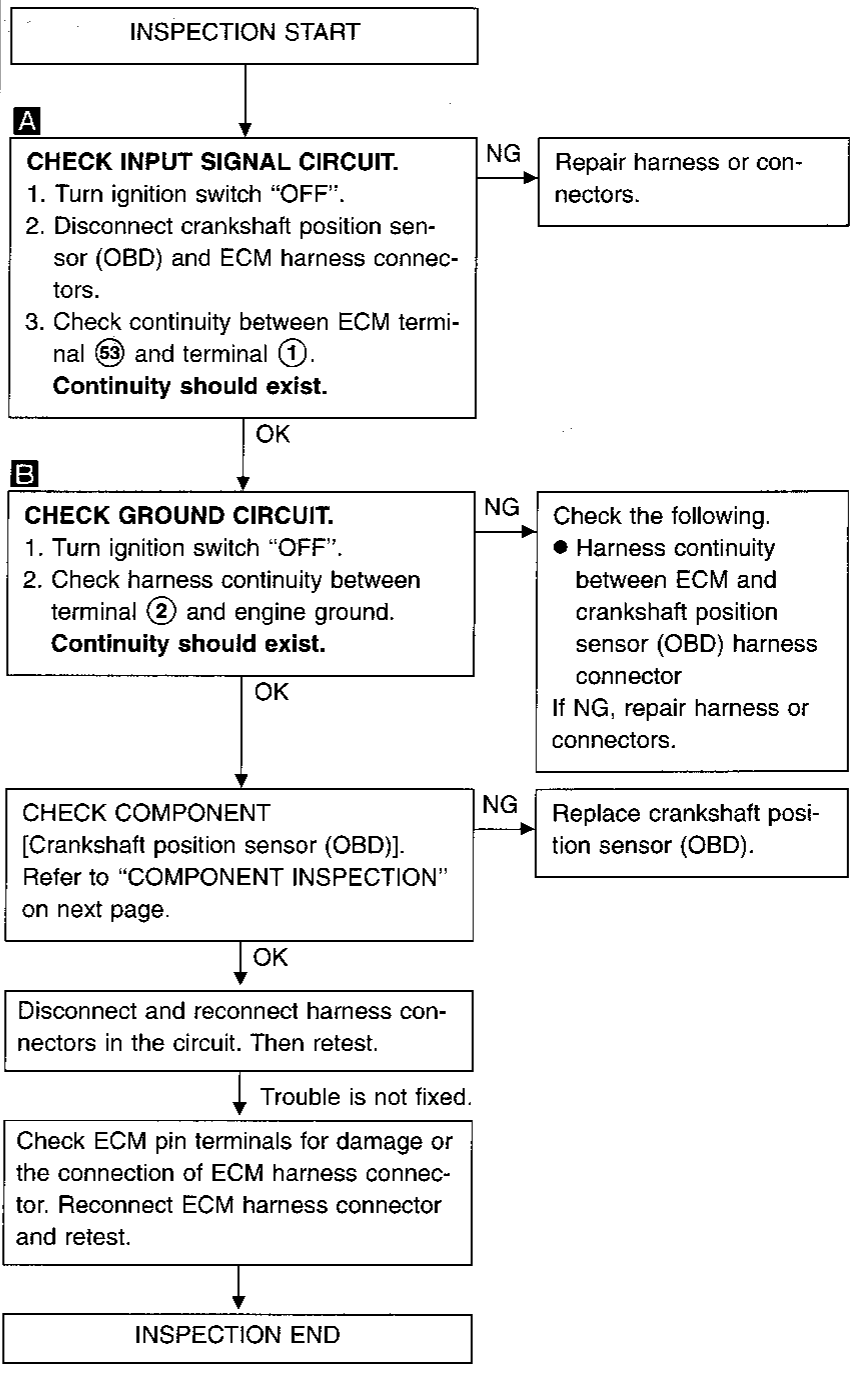 INSPECTION START
A
CHECK INPUT SIGNAL CIRCUIT.
1. Turn ignition switch “OFF”.
2. Disconnect crankshaft position sen-
sor (OBD) and ECM harness connec-
tors.
3. Check continuity between ECM termi-
nal 53 and terminal 1.
Continuity should exist.
NG
Repair harness or con-
nectors.
OK
B
CHECK GROUND CIRCUIT.
1. Turn ignition switch “OFF”.
2. Check harness continuity between
terminal 2 and engine ground.
Continuity should exist.
NG
Check the following.
● Harness continuity
between ECM and
crankshaft position
sensor (OBD) harness
connector
If NG, repair harness or
connectors.
OK
CHECK COMPONENT
[Crankshaft position sensor (OBD)].
Refer to “COMPONENT INSPECTION”
on next page.
NG
Replace crankshaft posi-
tion sensor (OBD).
OK
Disconnect and reconnect harness con-
nectors in the circuit. Then retest.
Trouble is not fixed.
Check ECM pin terminals for damage or
the connection of ECM harness connec-
tor. Reconnect ECM harness connector
and retest.
INSPECTION END